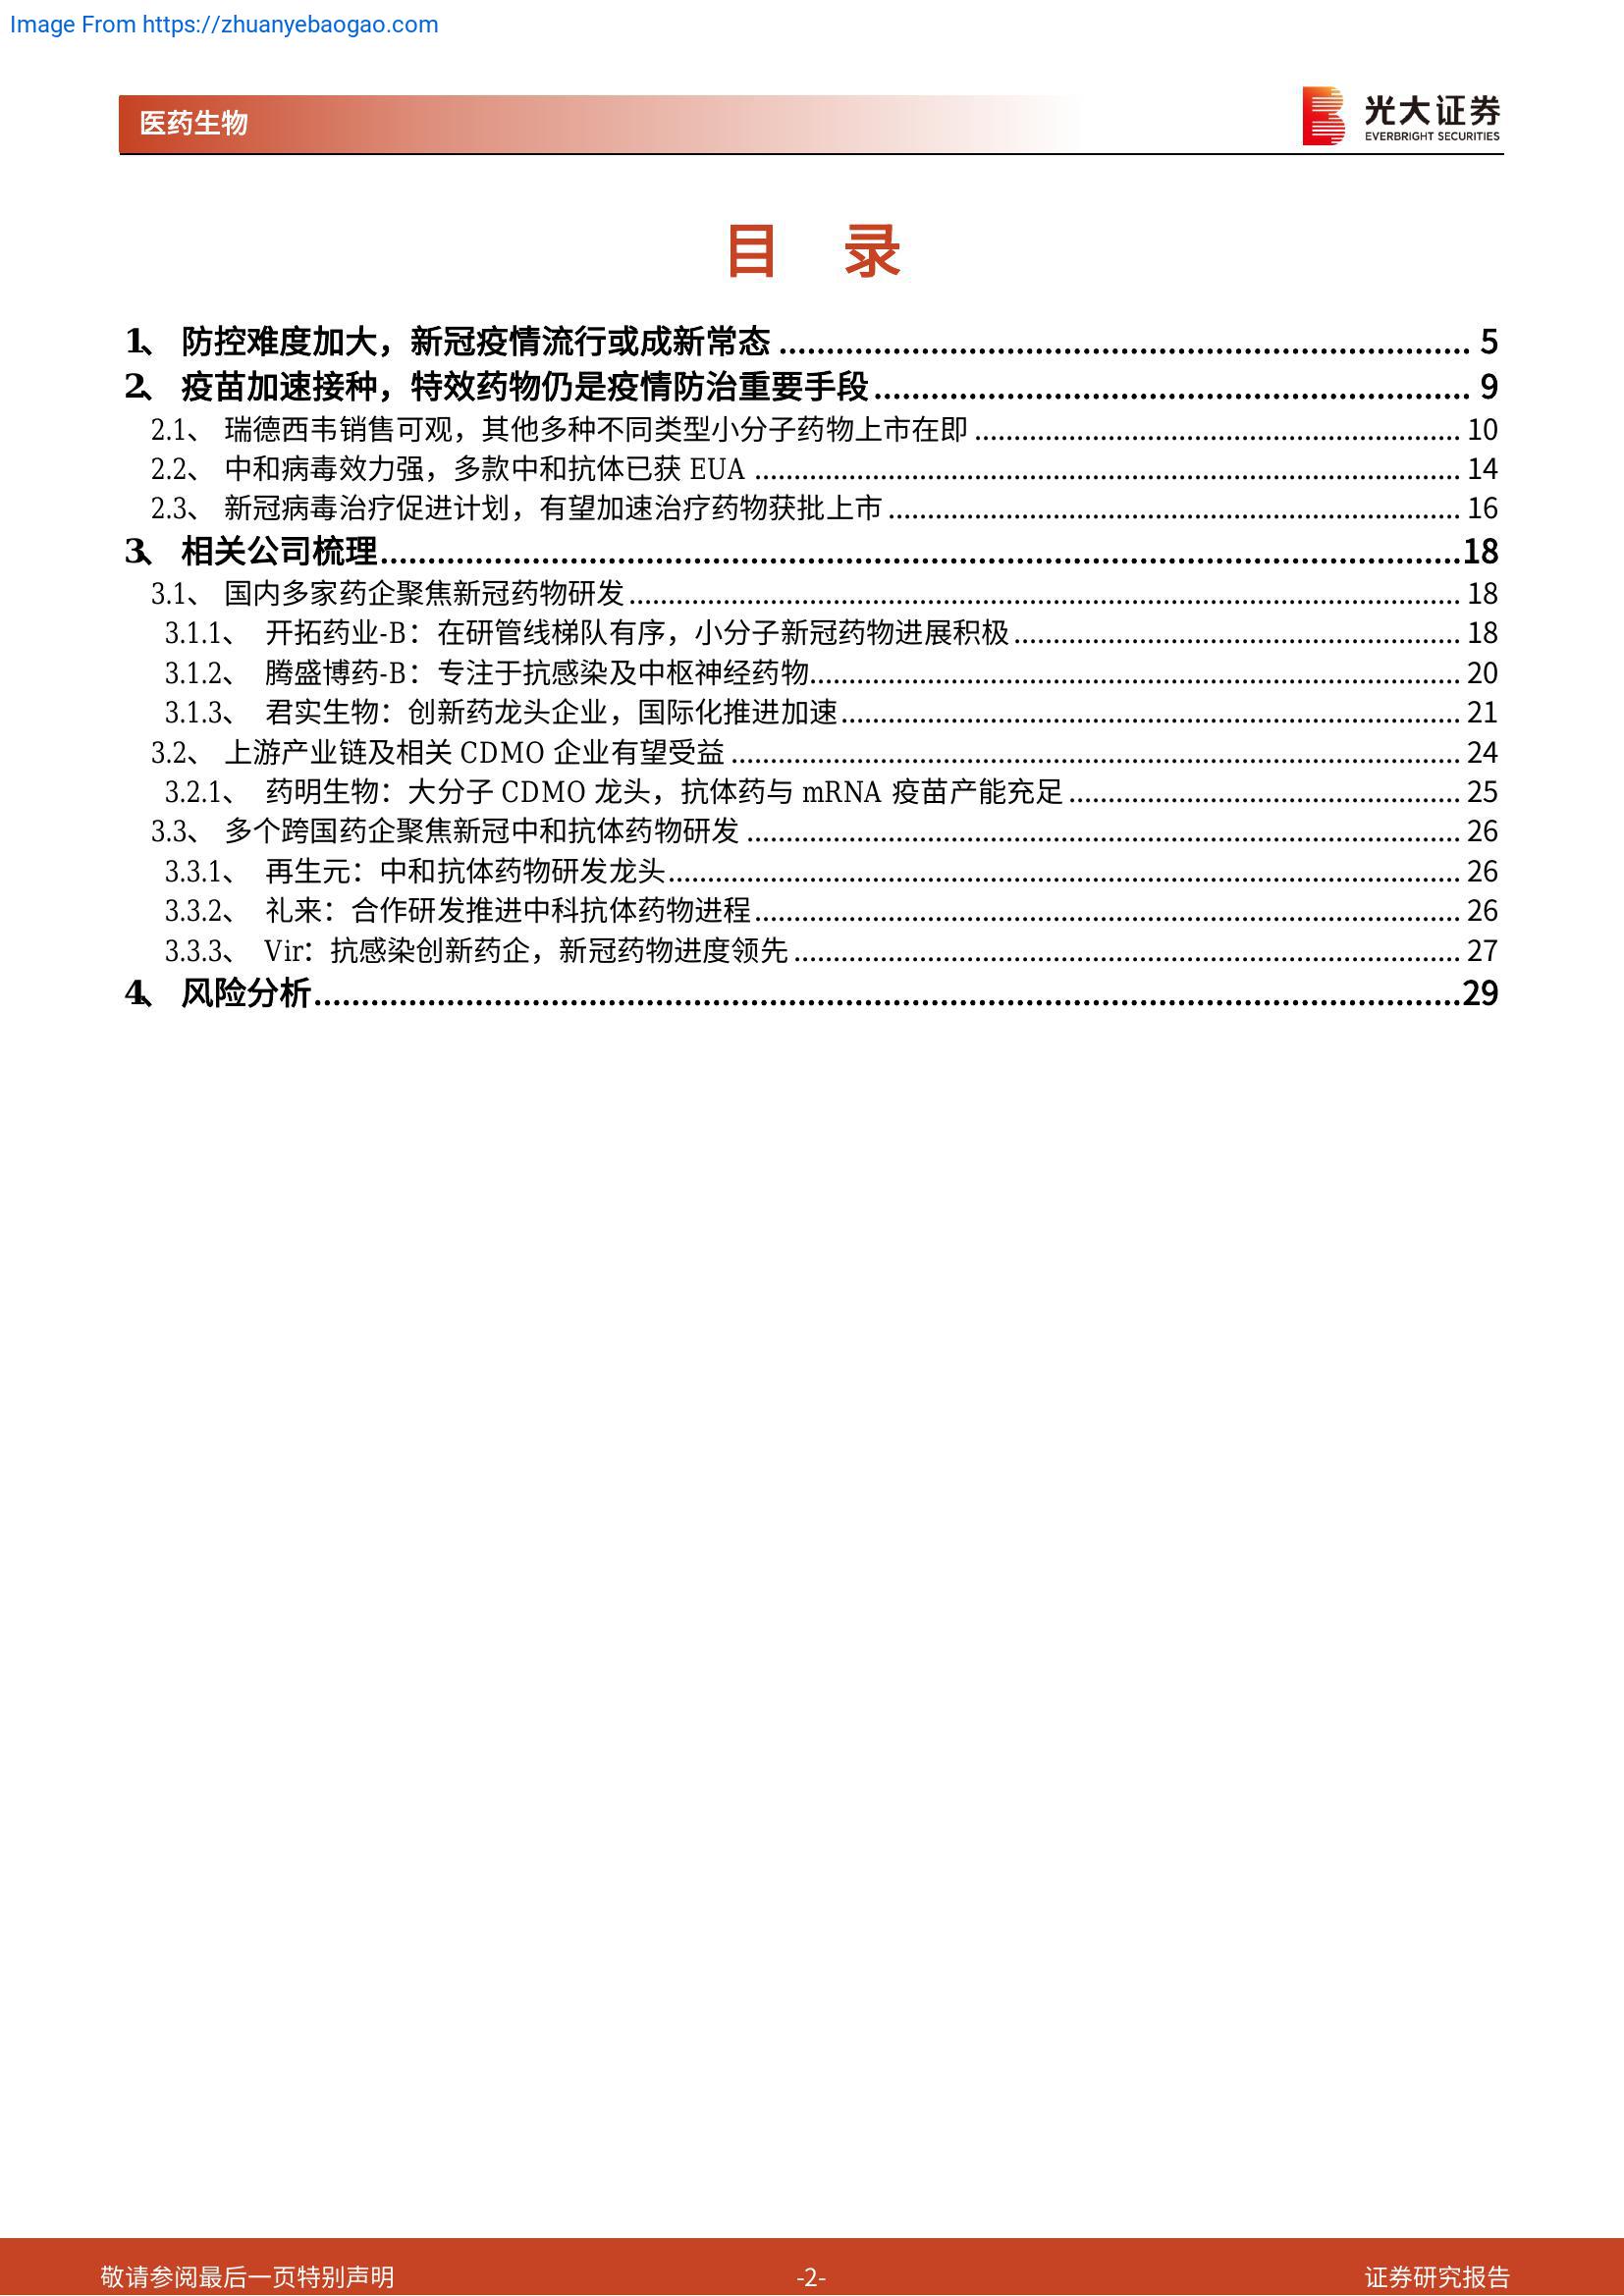 Image From https://zhuanyebaogao.com
医药生物
光大证券
EVERBRIGHT SECURITIES
目 录
1、 防控难度加大，新冠疫情流行或成新常态 5
2、 疫苗加速接种，特效药物仍是疫情防治重要手段 9
2.1、 瑞德西韦销售可观，其他多种不同类型小分子药物上市在即 10
2.2、 中和病毒效力强，多款中和抗体已获 EUA 14
2.3、 新冠病毒治疗促进计划，有望加速治疗药物获批上市 16
3、 相关公司梳理 18
3.1、 国内多家药企聚焦新冠药物研发 18
3.1.1、 开拓药业-B：在研管线梯队有序，小分子新冠药物进展积极 18
3.1.2、 腾盛博药-B：专注于抗感染及中枢神经药物 20
3.1.3、 君实生物：创新药龙头企业，国际化推进加速 21
3.2、 上游产业链及相关 CDMO 企业有望受益 24
3.2.1、 药明生物：大分子 CDMO 龙头，抗体药与 mRNA 疫苗产能充足 25
3.3、 多个跨国药企聚焦新冠中和抗体药物研发 26
3.3.1、 再生元：中和抗体药物研发龙头 26
3.3.2、 礼来：合作研发推进中科抗体药物进程 26
3.3.3、 Vir：抗感染创新药企，新冠药物进度领先 27
4、 风险分析 29
敬请参阅最后一页特别声明 -2- 证券研究报告